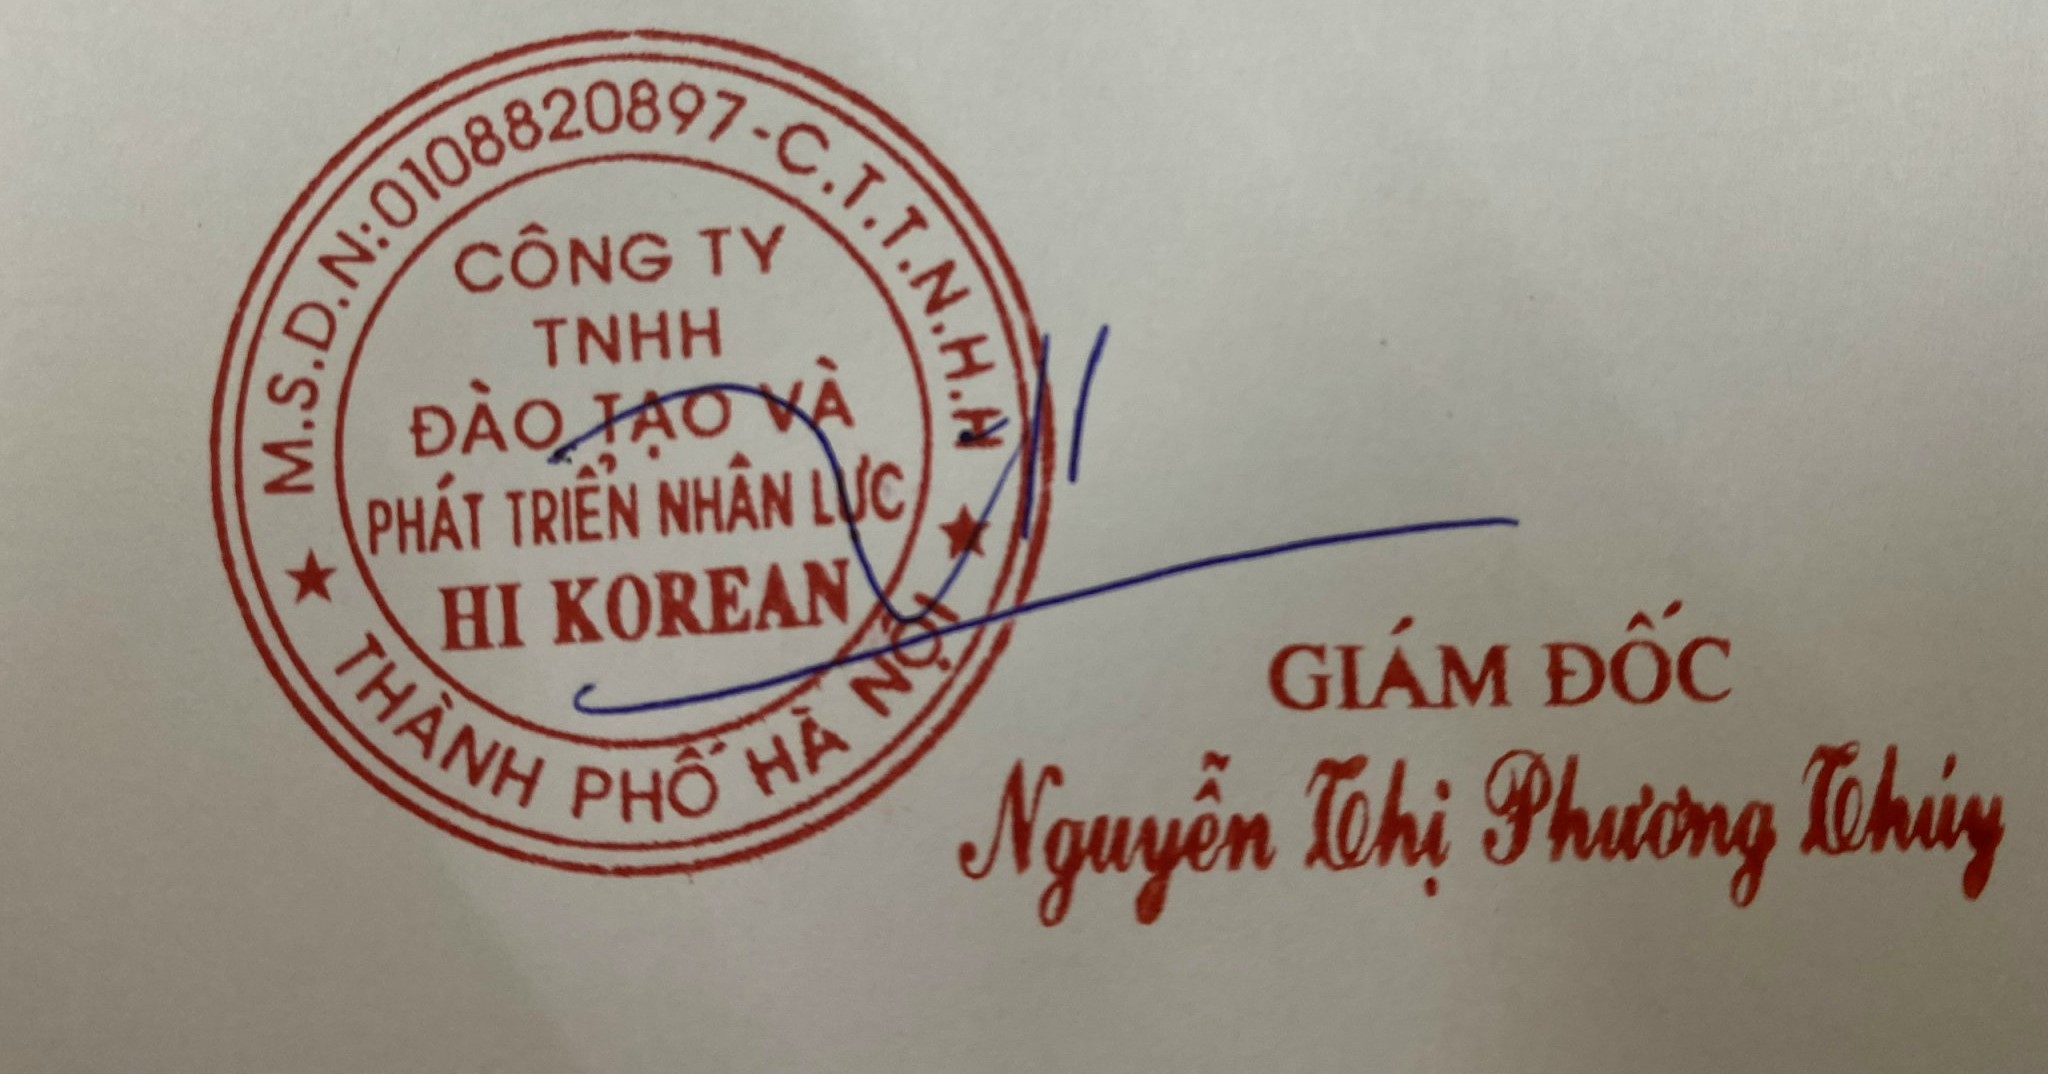 M.S.D.N:0108820897-C.T.T.N.H.H
CÔNG TY
TNHH
ĐÀO TẠO VÀ
PHÁT TRIỂN NHÂN LỰC
HI KOREAN
★ THÀNH PHỐ HÀ NỘI ★
GIÁM ĐỐC
Nguyễn Thị Phương Thúy